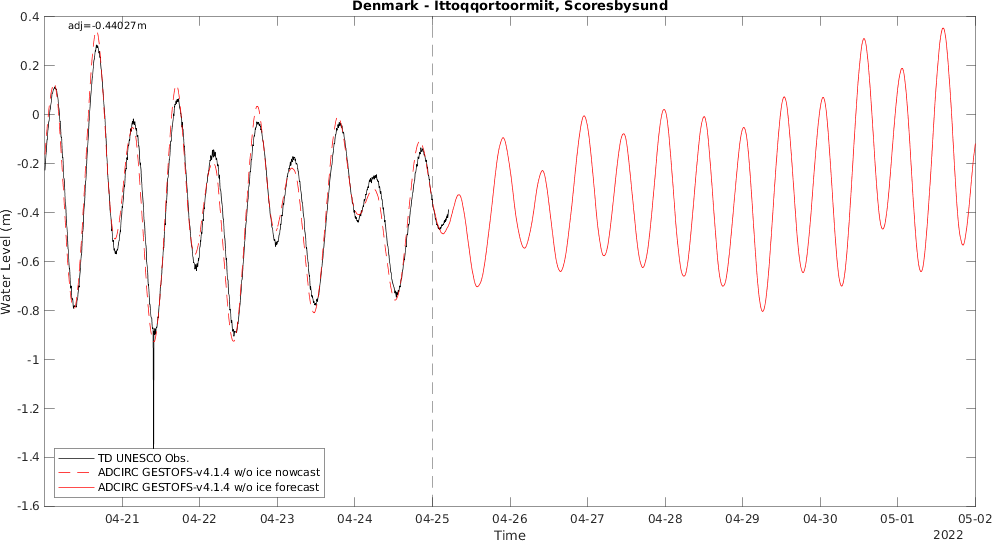 Denmark - Ittoqqortoormiit, Scoresbysund
adj=-0.44027m
0.4
0.2
0
-0.2
-0.4
-0.6
-0.8
-1
-1.2
-1.4
-1.6
Water Level (m)
TD UNESCO Obs.
ADCIRC GESTOFS-v4.1.4 w/o ice nowcast
ADCIRC GESTOFS-v4.1.4 w/o ice forecast
04-21 04-22 04-23 04-24 04-25 04-26 04-27 04-28 04-29 04-30 05-01 05-02
Time
2022